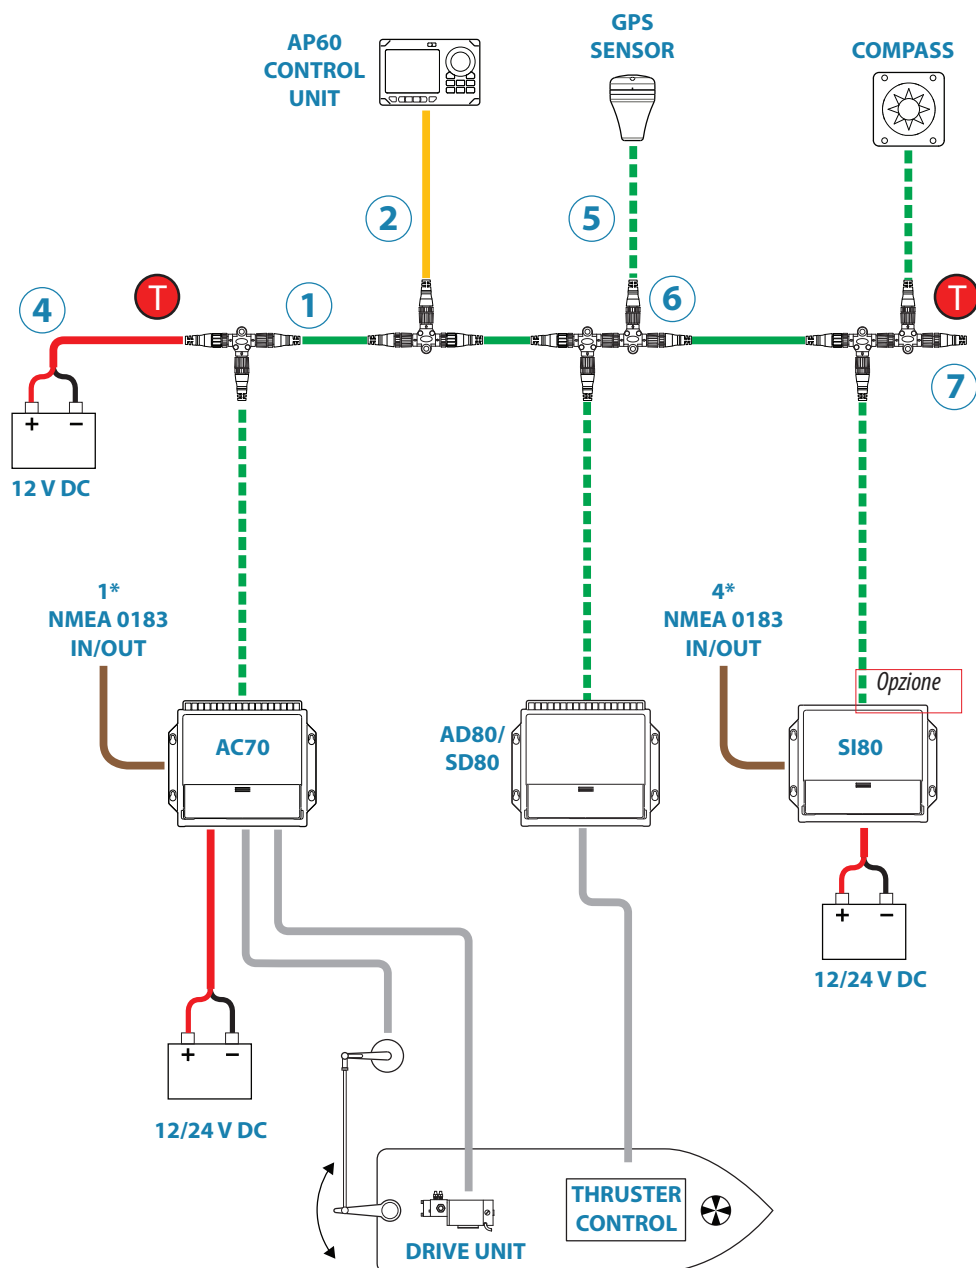 AP60
CONTROL
UNIT
GPS
SENSOR
COMPASS
2
5
4
T
1
6
T
7
+ −
12 V DC
1*
NMEA 0183
IN/OUT
4*
NMEA 0183
IN/OUT
Opzione
AC70
AD80/
SD80
SI80
+ −
12/24 V DC
+ −
12/24 V DC
THRUSTER
CONTROL
DRIVE UNIT